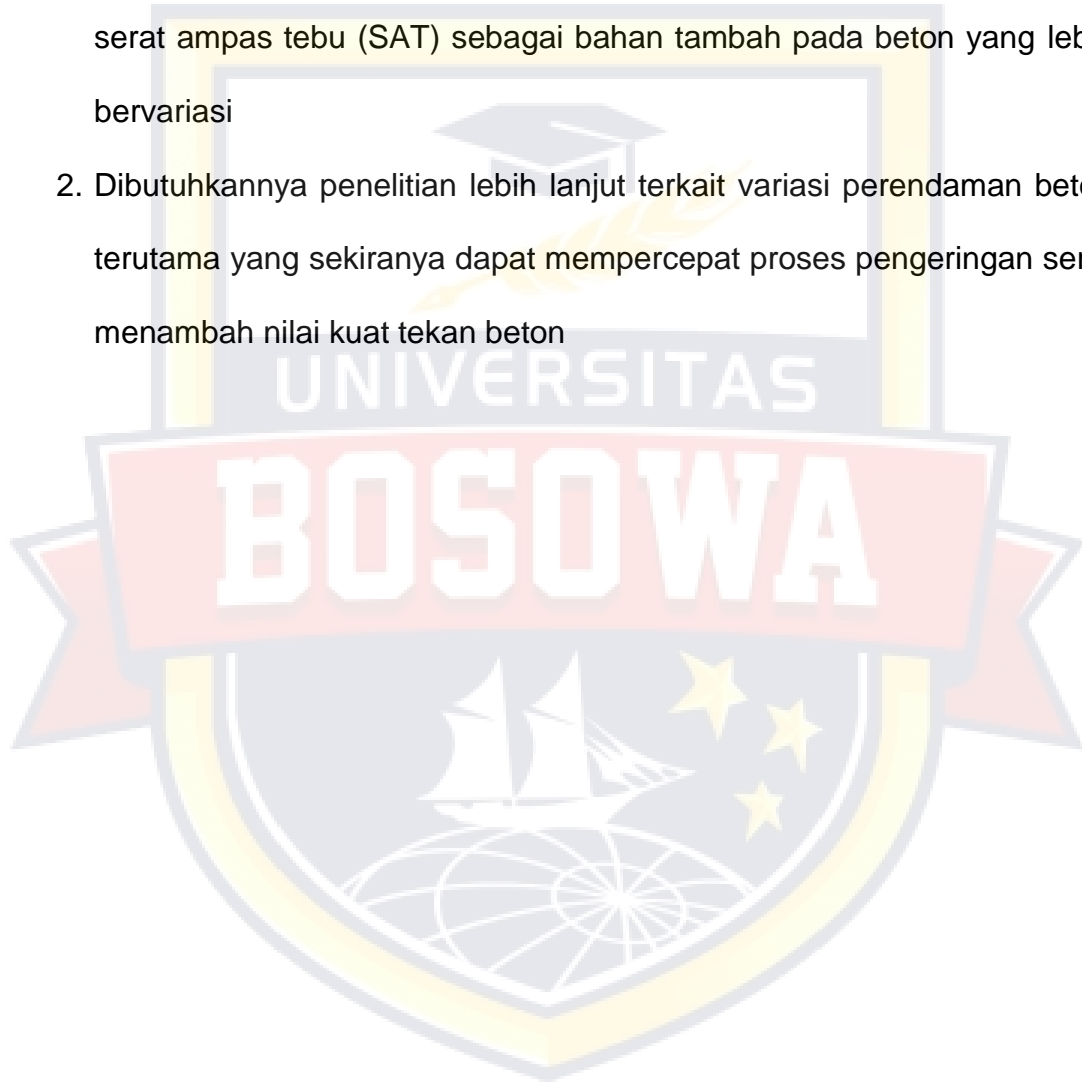 serat ampas tebu (SAT) sebagai bahan tambah pada beton yang
bervariasi
2. Dibutuhkannya penelitian lebih lanjut terkait variasi perendaman
terutama yang sekiranya dapat mempercepat proses pengeringan
menambah nilai kuat tekan beton
UNIVERSITAS
BOSOWA